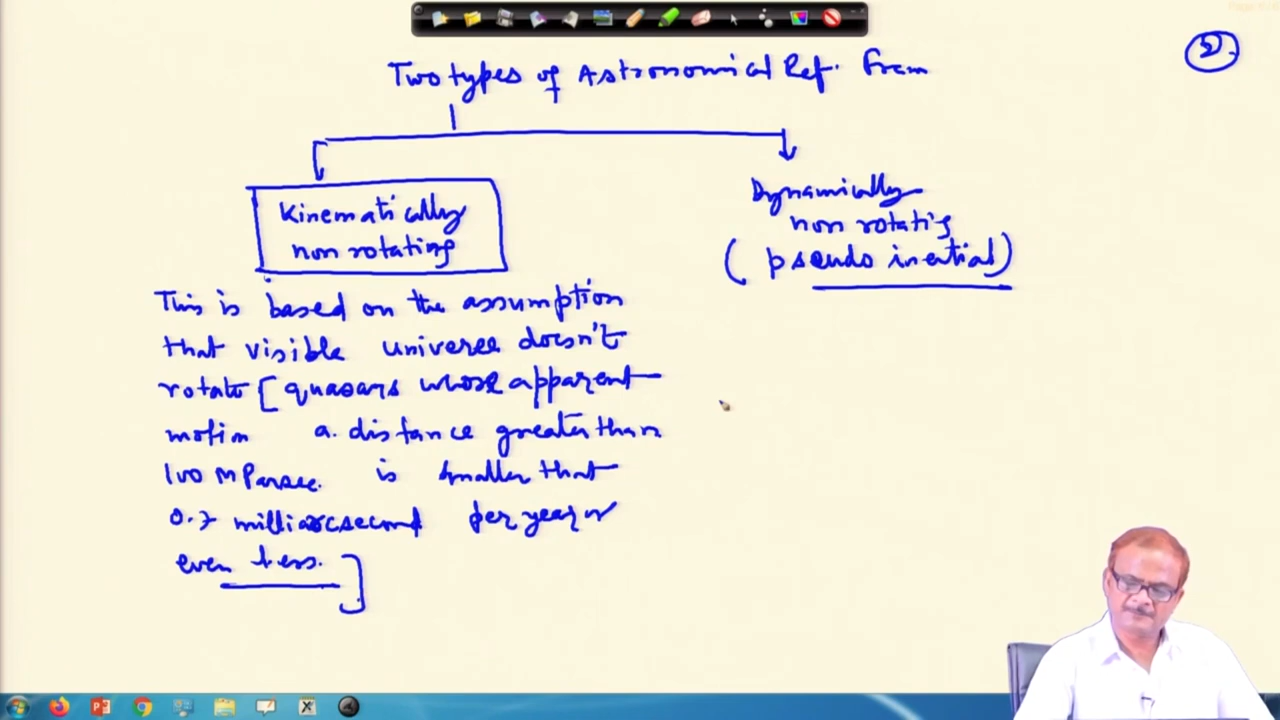 Two types of Astronomical Ref. Fram
Kinematically
non rotating
Dynamically
non rotatig
( pseudo inertial)
This is based on the assumption
that visible universe doesn't
rotate [ quasars whose apparent
motion a. distance greater than
100 MParsec. is smaller that
0.2 milliarcsecond per year or
even less. ]